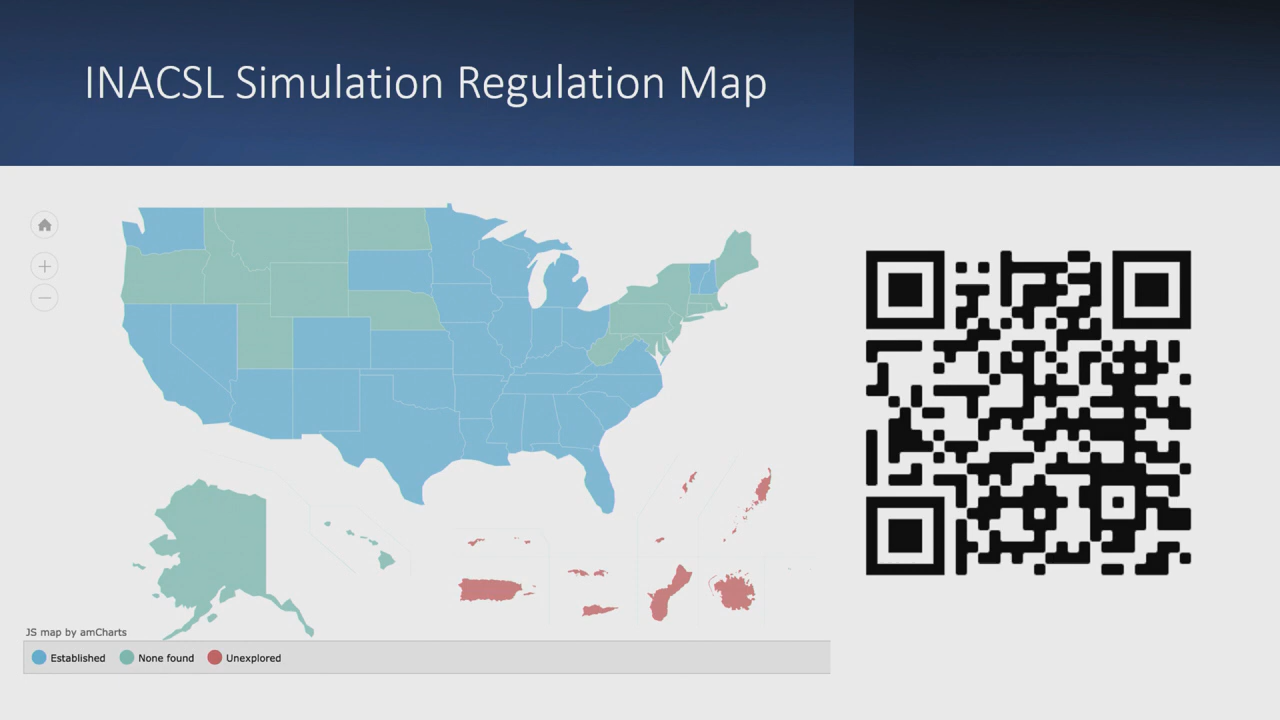 INACSL Simulation Regulation Map
JS map by amCharts
Established
None found
Unexplored